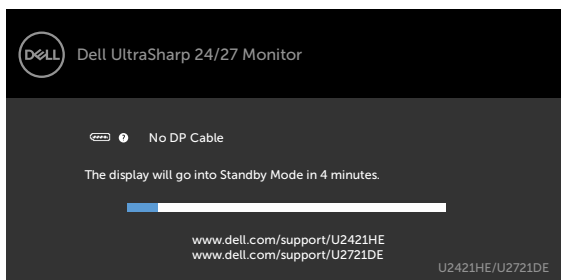 DELL
Dell UltraSharp 24/27 Monitor
? No DP Cable
The display will go into Standby Mode in 4 minutes.
www.dell.com/support/U2421HE
www.dell.com/support/U2721DE
U2421HE/U2721DE